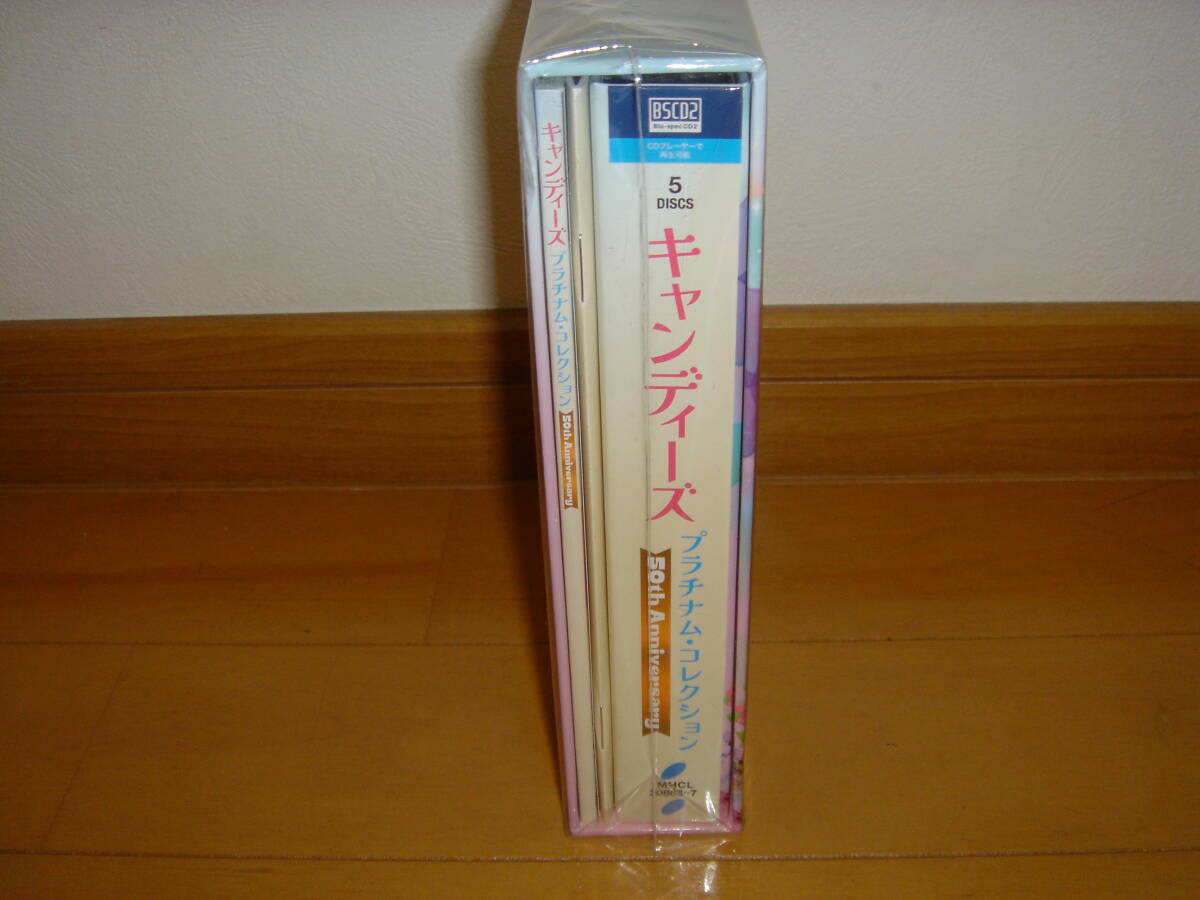 キャンディーズ
プラチナム・コレクション
50th Anniversary
BSCD2
Blu-spec CD 2
CDプレーヤーで
再生可能
5
DISCS
キャンディーズ
プラチナム・コレクション
50th Anniversary
MHCL